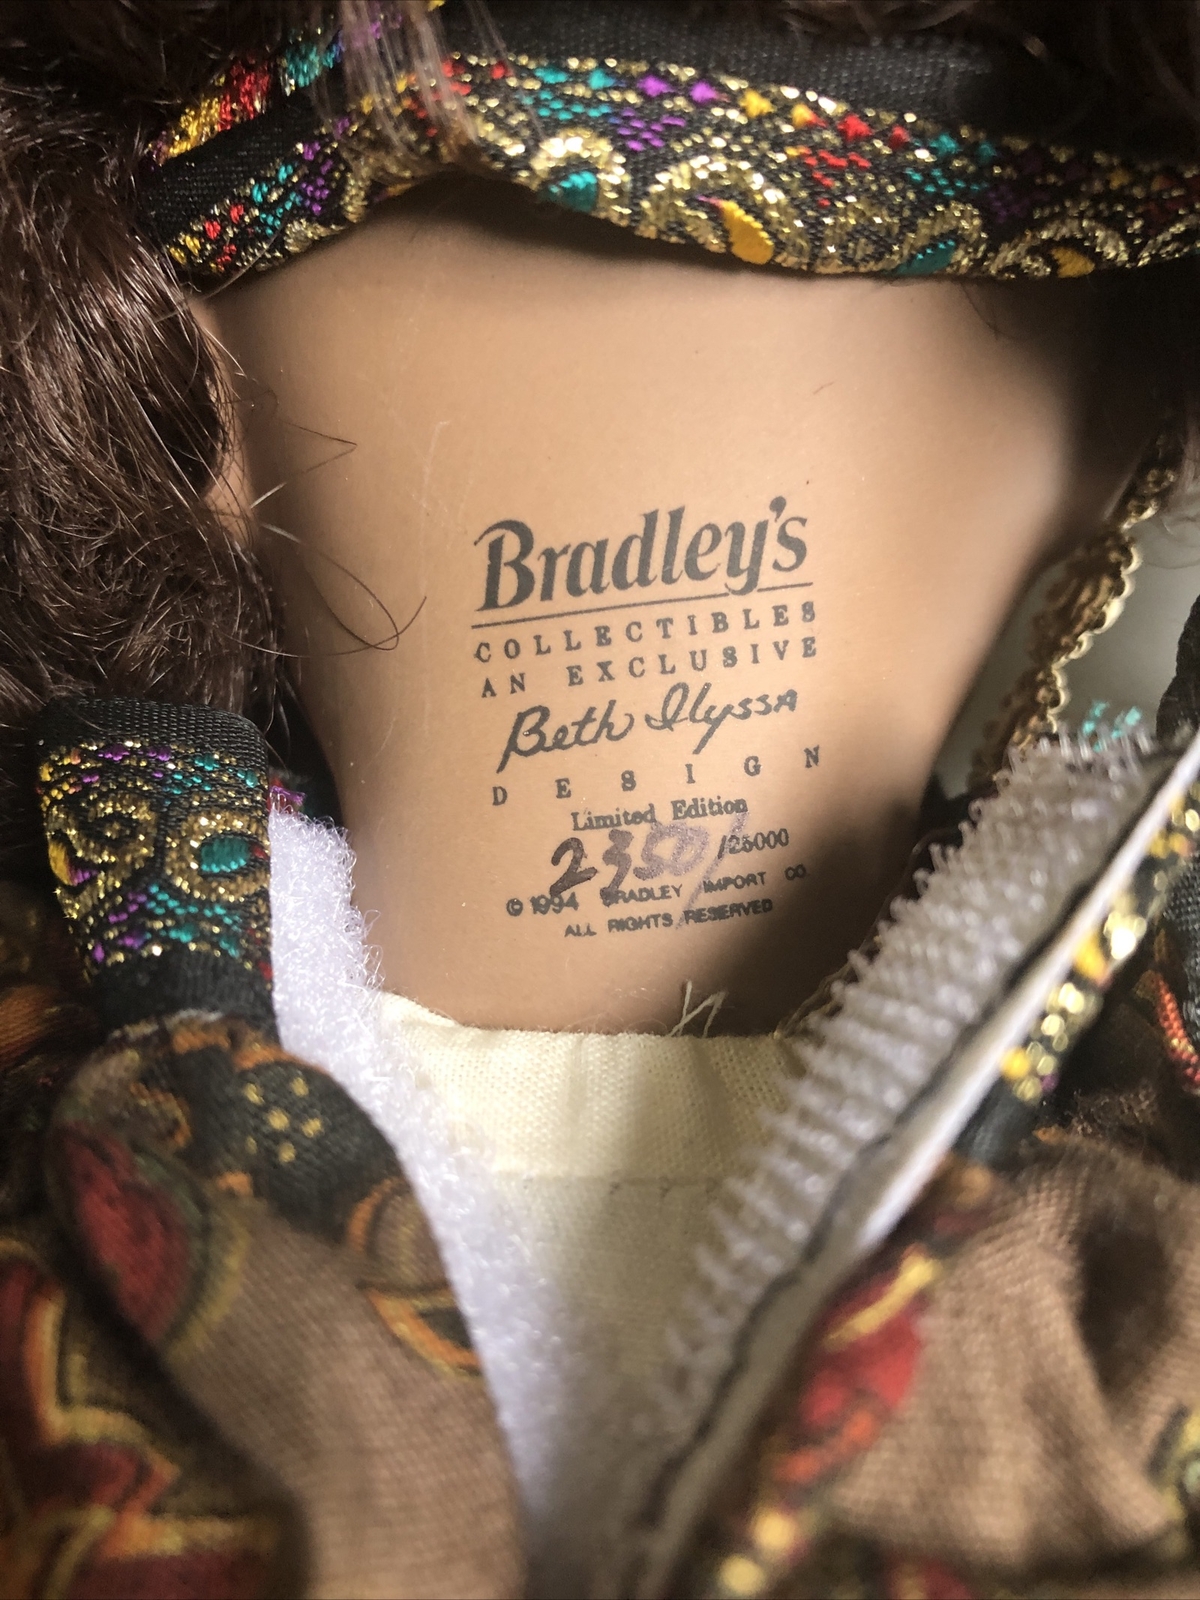 Bradley's
COLLECTIBLES
AN EXCLUSIVE
Beth Ilyssa
DESIGN
Limited Edition
2350/25000
© 1994 BRADLEY IMPORT CO.
ALL RIGHTS RESERVED